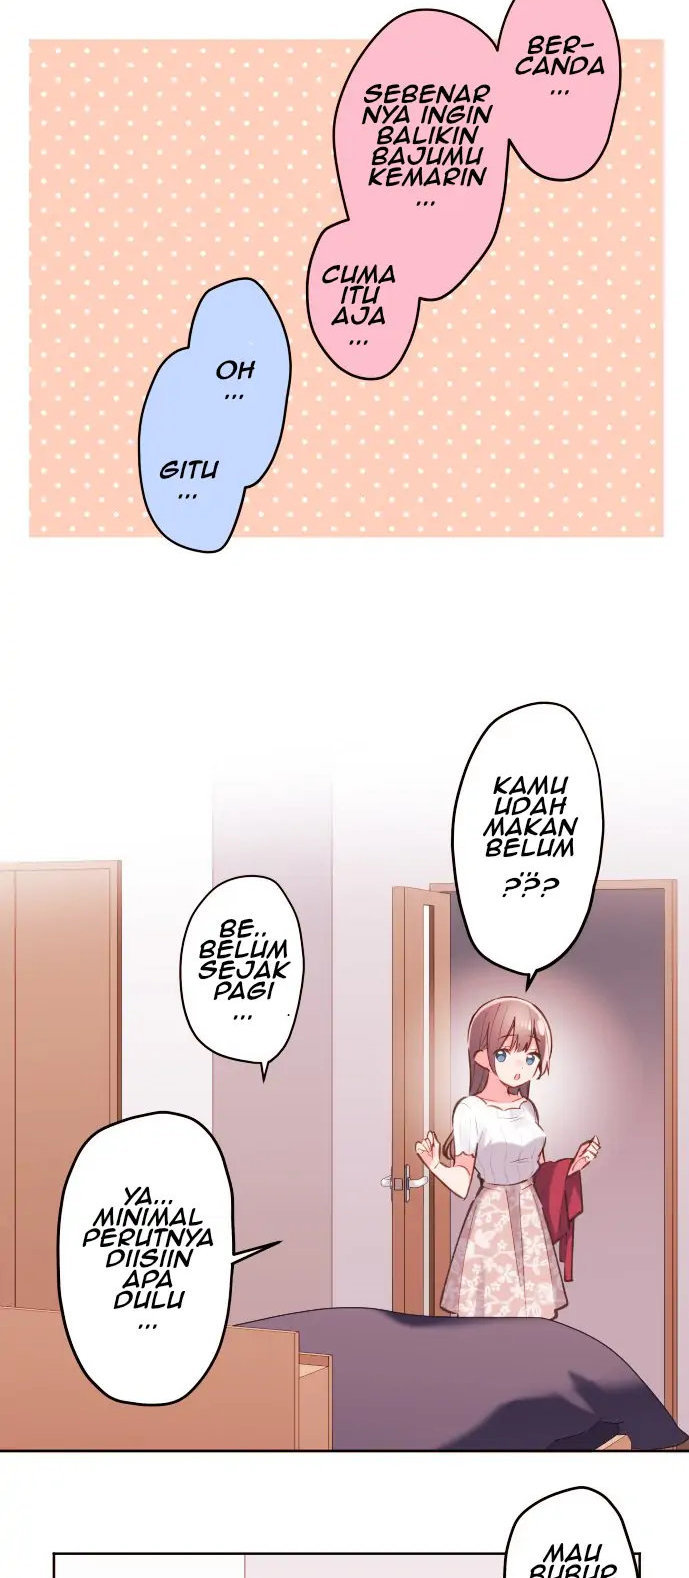 BER-
CANDA
...
SEBENAR
NYA INGIN
BALIKIN
BAJUMU
KEMARIN
...
CUMA
ITU
AJA
...
OH
...
GITU
...
KAMU
UDAH
MAKAN
BELUM
...
???
BE..
BELUM
SEJAK
PAGI
...
YA...
MINIMAL
PERUTNYA
DIISIIN
APA
DULU
...
MAU
BUBUR